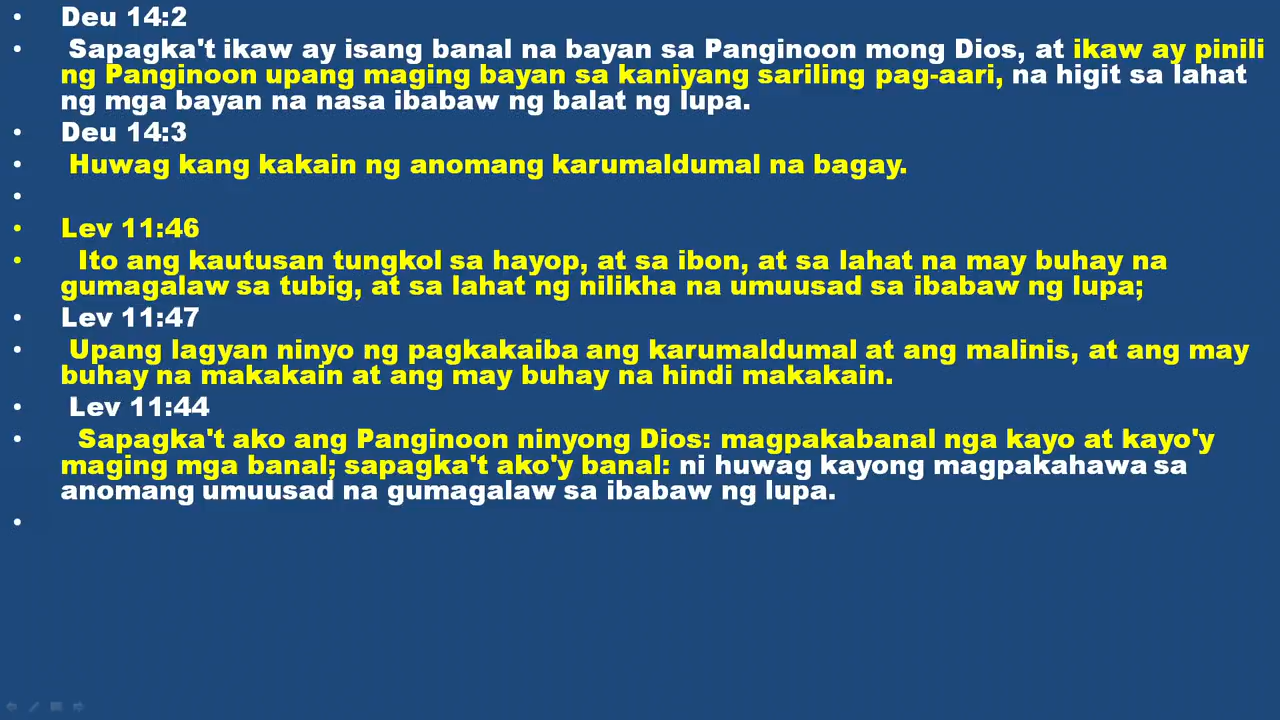 Deu 14:2
Sapagka't ikaw ay isang banal na bayan sa Panginoon mong Dios, at ikaw ay pinili
ng Panginoon upang maging bayan sa kaniyang sariling pag-aari, na higit sa lahat
ng mga bayan na nasa ibabaw ng balat ng lupa.
Deu 14:3
Huwag kang kakain ng anomang karumaldumal na bagay.
Lev 11:46
Ito ang kautusan tungkol sa hayop, at sa ibon, at sa lahat na may buhay na
gumagalaw sa tubig, at sa lahat ng nilikha na umuusad sa ibabaw ng lupa;
Lev 11:47
Upang lagyan ninyo ng pagkakaiba ang karumaldumal at ang malinis, at ang may
buhay na makakain at ang may buhay na hindi makakain.
Lev 11:44
Sapagka't ako ang Panginoon ninyong Dios: magpakabanal nga kayo at kayo'y
maging mga banal; sapagka't ako'y banal: ni huwag kayong magpakahawa sa
anomang umuusad na gumagalaw sa ibabaw ng lupa.